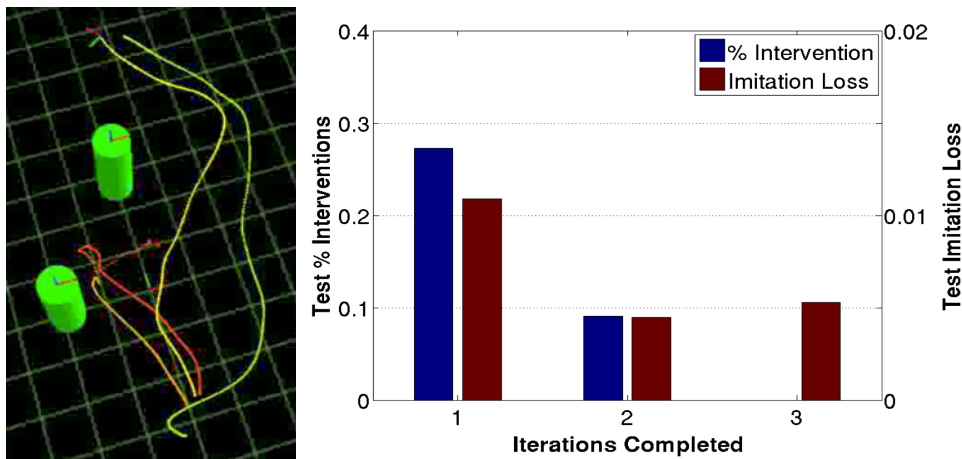 0.4
0.3
0.2
0.1
0
0.02
0.01
0
% Intervention
Imitation Loss
Test % Interventions
Test Imitation Loss
1
2
3
Iterations Completed